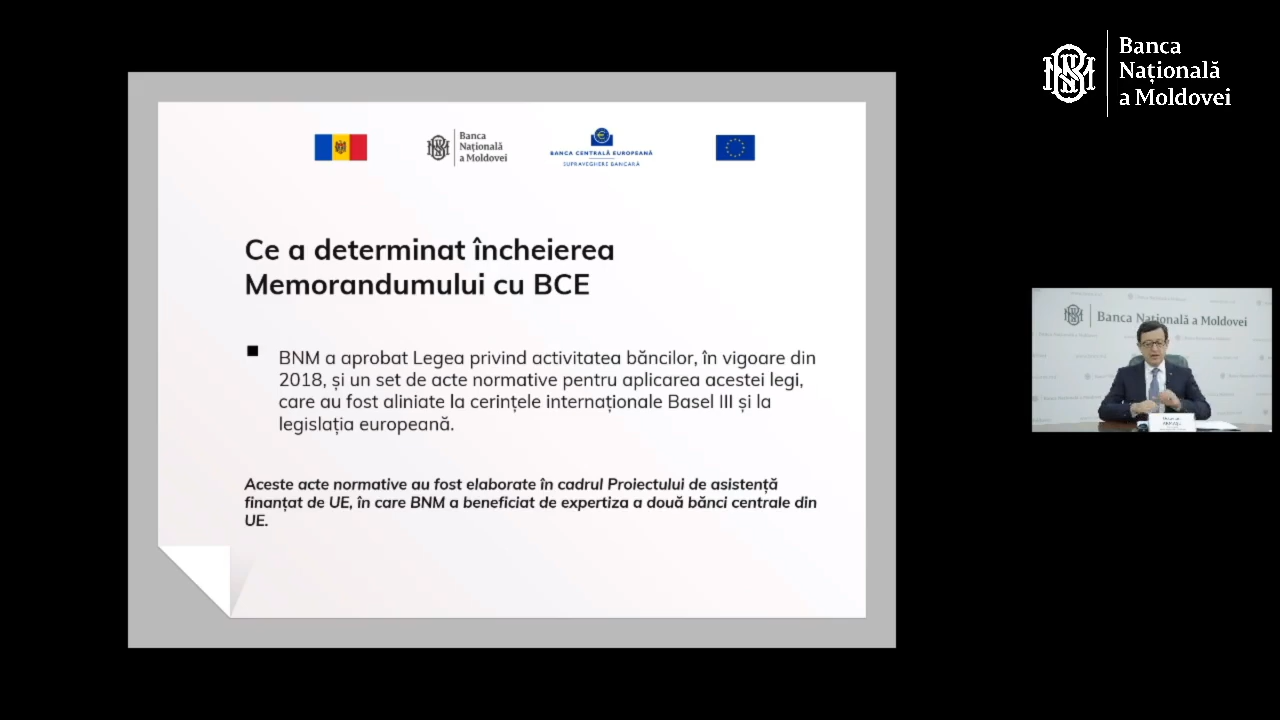 Banca
Națională
a Moldovei
Banca
Națională
a Moldovei
BANCA CENTRALĂ EUROPEANĂ
SUPRAVEGHERE BANCARĂ
Ce a determinat încheierea
Memorandumului cu BCE
BNM a aprobat Legea privind activitatea băncilor, în vigoare din
2018, și un set de acte normative pentru aplicarea acestei legi,
care au fost aliniate la cerințele internaționale Basel III și la
legislația europeană.
Aceste acte normative au fost elaborate în cadrul Proiectului de asistență
finanțat de UE, în care BNM a beneficiat de expertiza a două bănci centrale din
UE.
Banca Națională a Moldovei